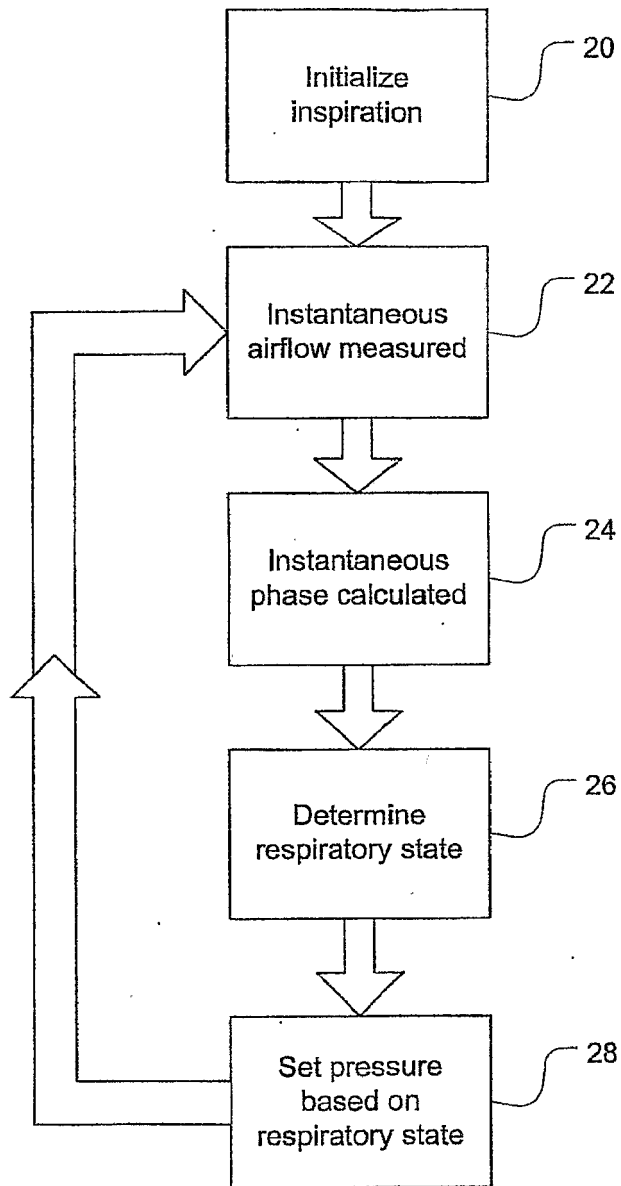 Initialize
inspiration
20
Instantaneous
airflow measured
22
Instantaneous
phase calculated
24
Determine
respiratory state
26
Set pressure
based on
respiratory state
28